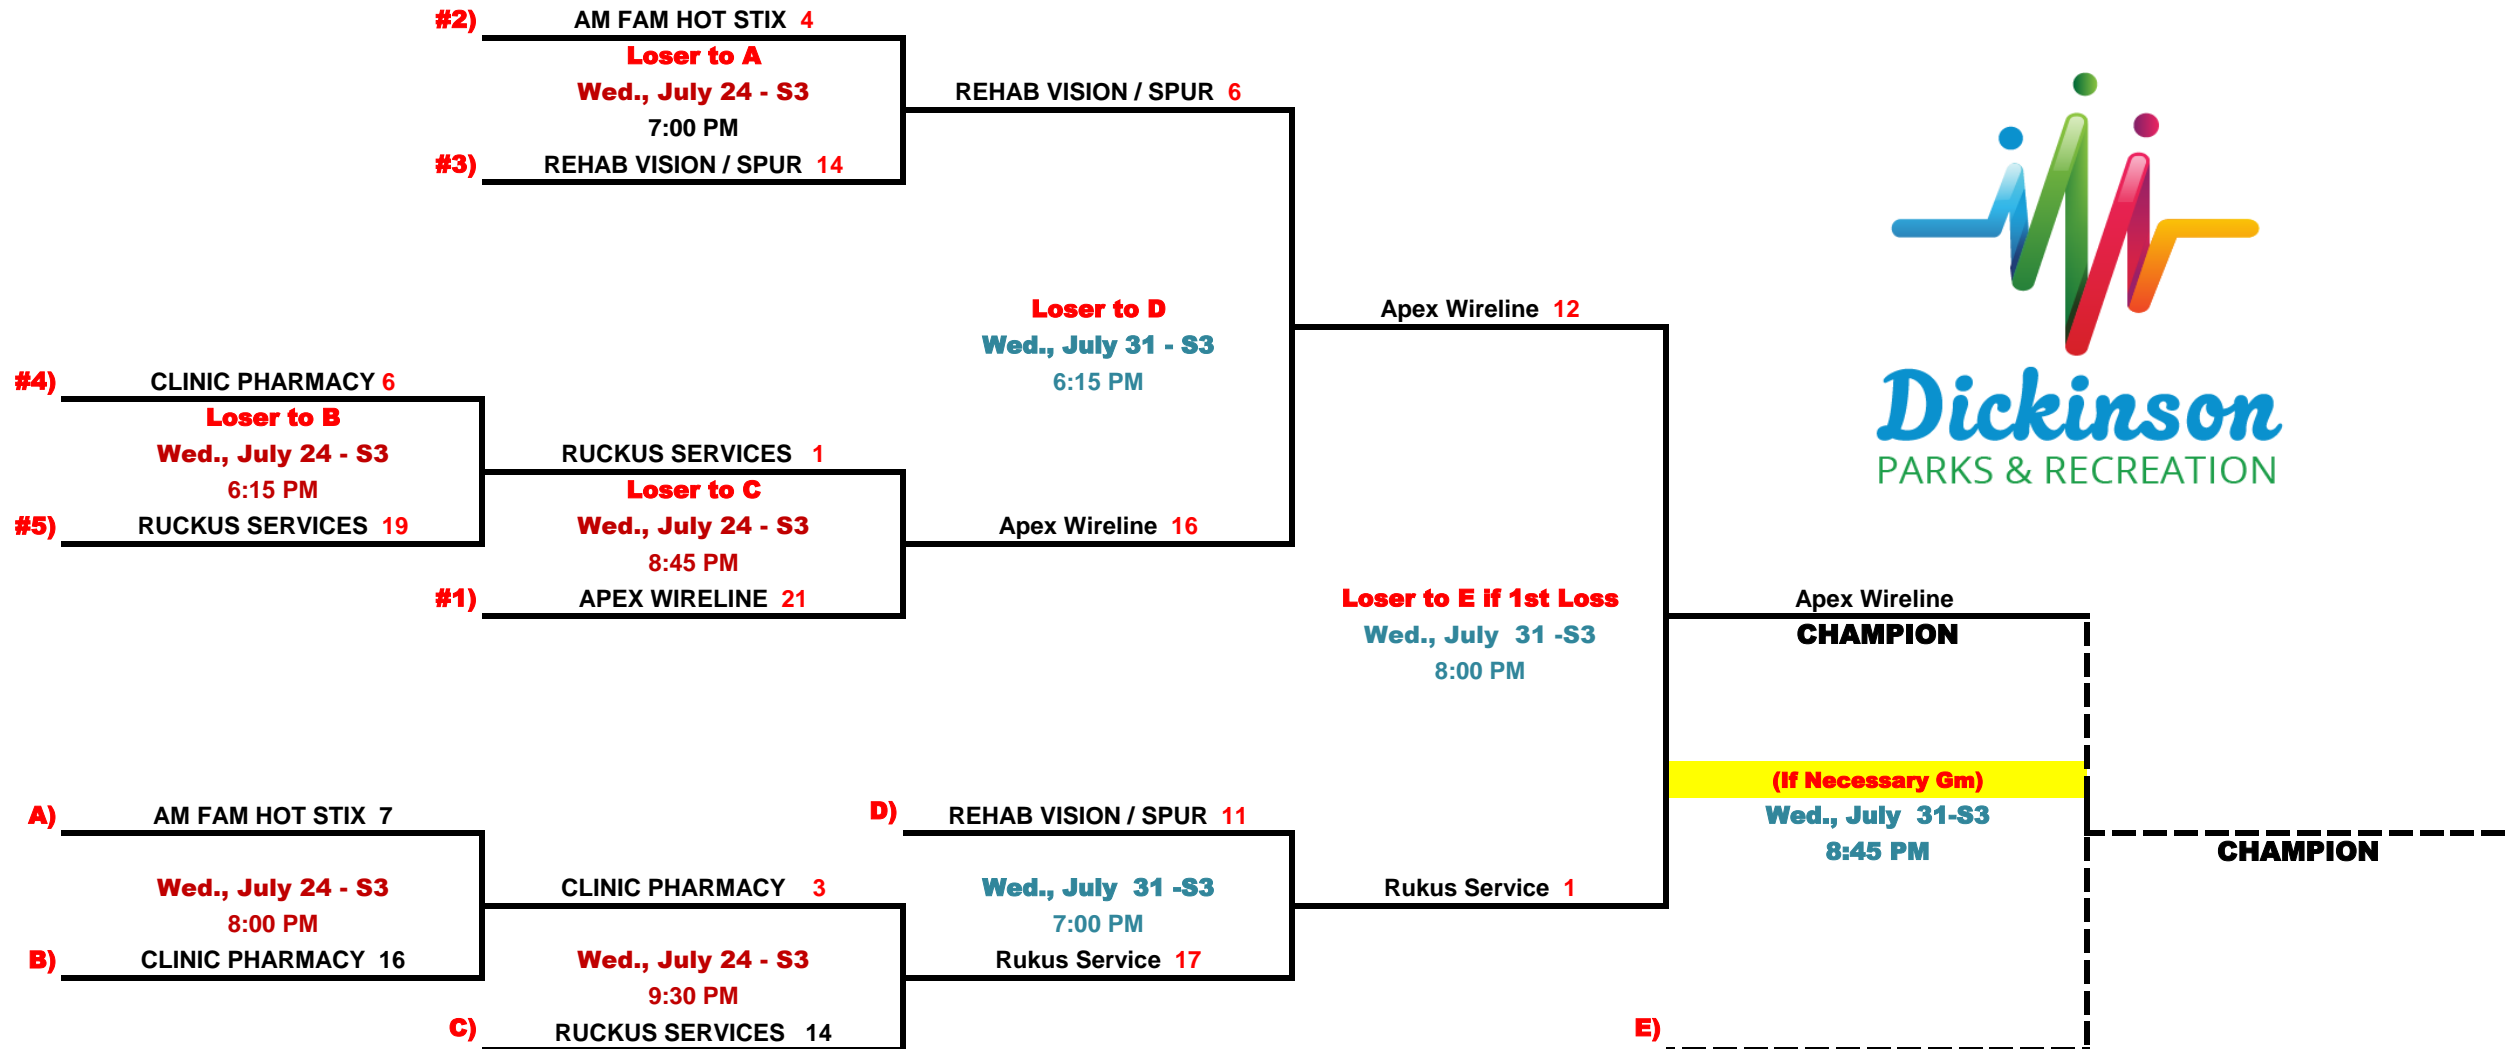 #2) AM FAM HOT STIX 4
Loser to A
Wed., July 24 - S3
7:00 PM
#3) REHAB VISION / SPUR 14
REHAB VISION / SPUR 6
Loser to D
Wed., July 31 - S3
6:15 PM
#4) CLINIC PHARMACY 6
Loser to B
Wed., July 24 - S3
6:15 PM
#5) RUCKUS SERVICES 19
RUCKUS SERVICES 1
Loser to C
Wed., July 24 - S3
8:45 PM
#1) APEX WIRELINE 21
Apex Wireline 16
Apex Wireline 12
Loser to E if 1st Loss
Wed., July 31 -S3
8:00 PM
Dickinson
PARKS & RECREATION
Apex Wireline
CHAMPION
(If Necessary Gm)
Wed., July 31-S3
8:45 PM
CHAMPION
A) AM FAM HOT STIX 7
Wed., July 24 - S3
8:00 PM
B) CLINIC PHARMACY 16
CLINIC PHARMACY 3
Wed., July 24 - S3
9:30 PM
C) RUCKUS SERVICES 14
D) REHAB VISION / SPUR 11
Wed., July 31 -S3
7:00 PM
Rukus Service 17
Rukus Service 1
E)